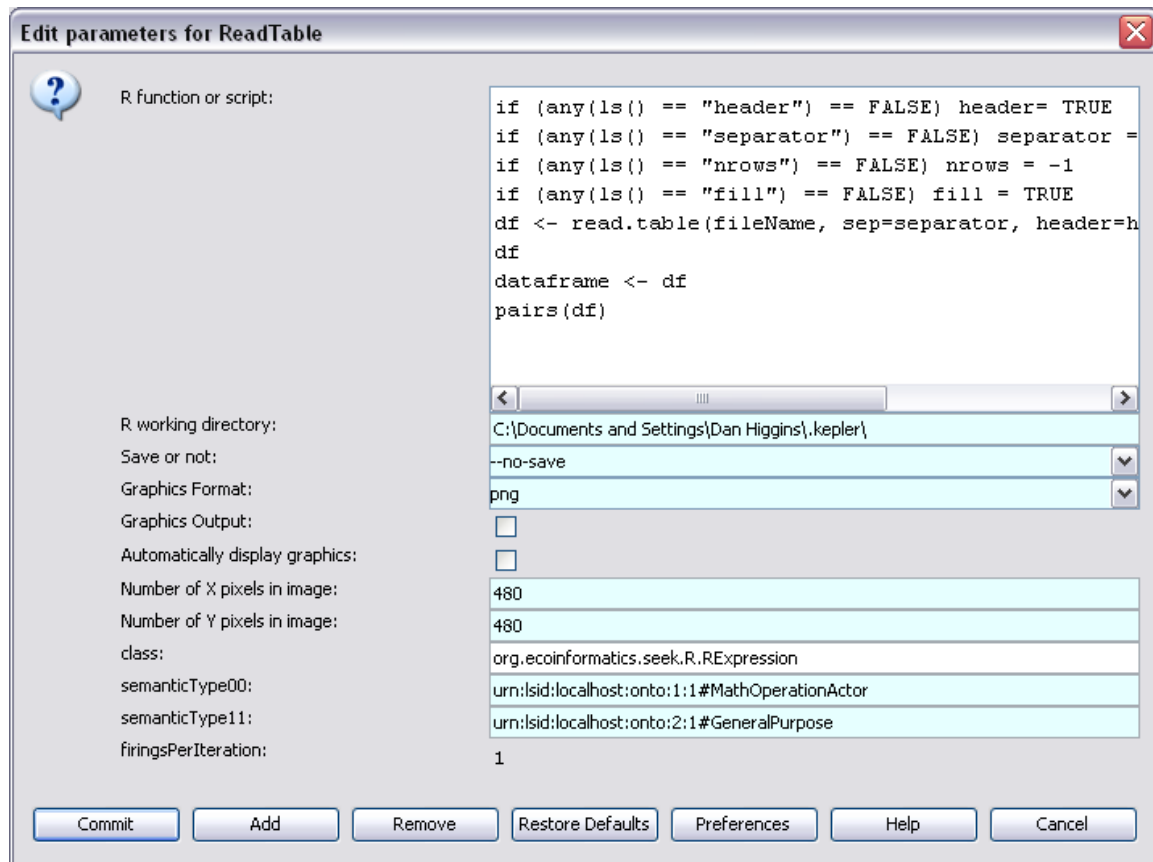 Edit parameters for ReadTable
R function or script:
if (any(ls() == "header") == FALSE) header= TRUE
if (any(ls() == "separator") == FALSE) separator =
if (any(ls() == "nrows") == FALSE) nrows = -1
if (any(ls() == "fill") == FALSE) fill = TRUE
df <- read.table(fileName, sep=separator, header=h
df
dataframe <- df
pairs(df)
R working directory: C:\Documents and Settings\Dan Higgins\.kepler\
Save or not: --no-save
Graphics Format: png
Graphics Output:
Automatically display graphics:
Number of X pixels in image: 480
Number of Y pixels in image: 480
class: org.ecoinformatics.seek.R.RExpression
semanticType00: urn:lsid:localhost:onto:1:1#MathOperationActor
semanticType11: urn:lsid:localhost:onto:2:1#GeneralPurpose
firingsPerIteration: 1
Commit Add Remove Restore Defaults Preferences Help Cancel